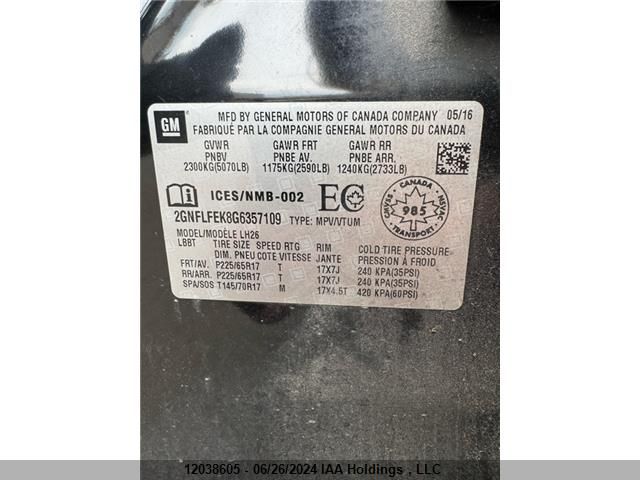 GM
MFD BY GENERAL MOTORS OF CANADA COMPANY 05/16
FABRIQUÉ PAR LA COMPAGNIE GENERAL MOTORS DU CANADA
GVWR GAWR FRT GAWR RR
PNBV PNBE AV. PNBE ARR.
2300KG(5070LB) 1175KG(2590LB) 1240KG(2733LB)
ICES/NMB-002 EC
2GNFLFEK8G6357109 TYPE: MPV/VTUM
CANADA
CMVSS NSVAC
985
TRANSPORT
MODEL/MODÈLE LH26
LBBT TIRE SIZE SPEED RTG RIM COLD TIRE PRESSURE
DIM. PNEU COTE VITESSE JANTE PRESSION À FROID
FRT/AV. P225/65R17 T 17X7J 240 KPA(35PSI)
RR/ARR. P225/65R17 T 17X7J 240 KPA(35PSI)
SPA/SOS T145/70R17 M 17X4.5T 420 KPA(60PSI)
12038605 - 06/26/2024 IAA Holdings , LLC